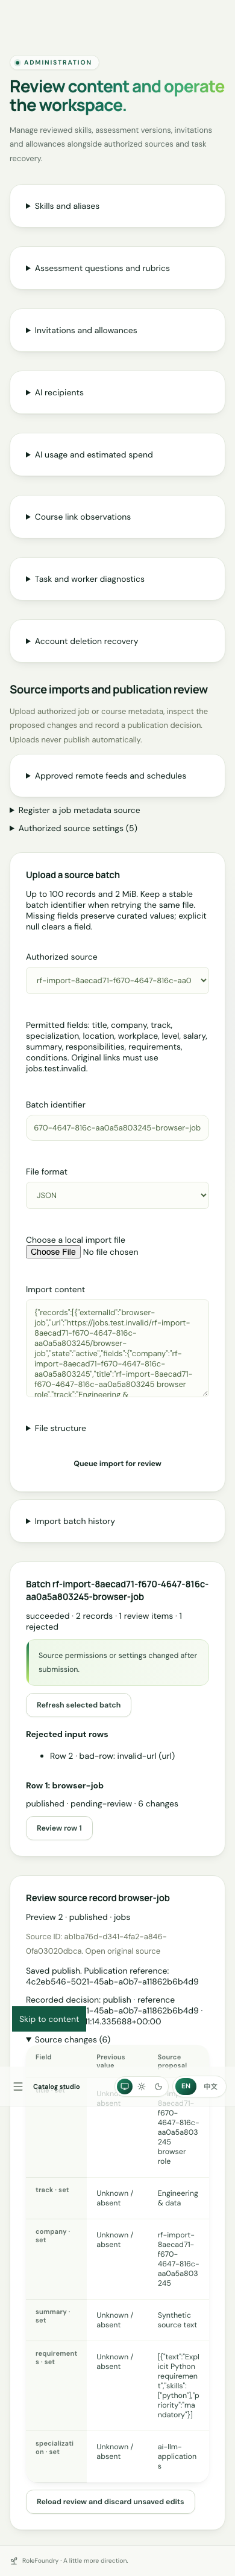 ADMINISTRATION
Review content and operate
the workspace.
Manage reviewed skills, assessment versions, invitations
and allowances alongside authorized sources and task
recovery.
Skills and aliases
Assessment questions and rubrics
Invitations and allowances
AI recipients
AI usage and estimated spend
Course link observations
Task and worker diagnostics
Account deletion recovery
Source imports and publication review
Upload authorized job or course metadata, inspect the
proposed changes and record a publication decision.
Uploads never publish automatically.
Approved remote feeds and schedules
Register a job metadata source
Authorized source settings (5)
Upload a source batch
Up to 100 records and 2 MiB. Keep a stable
batch identifier when retrying the same file.
Missing fields preserve curated values; explicit
null clears a field.
Authorized source
rf-import-8aecad71-f670-4647-816c-aa0
Permitted fields: title, company, track,
specialization, location, workplace, level, salary,
summary, responsibilities, requirements,
conditions. Original links must use
jobs.test.invalid.
Batch identifier
670-4647-816c-aa0a5a803245-browser-job
File format
JSON
Choose a local import file
Choose File No file chosen
Import content
{"records":[{"externalId":"browser-
job","url":"https://jobs.test.invalid/rf-import-
8aecad71-f670-4647-816c-
aa0a5a803245/browser-
job","state":"active","fields":{"company":"rf-
import-8aecad71-f670-4647-816c-
aa0a5a803245","title":"rf-import-8aecad71-
f670-4647-816c-aa0a5a803245 browser
role","track":"Engineering &
File structure
Queue import for review
Import batch history
Batch rf-import-8aecad71-f670-4647-816c-
aa0a5a803245-browser-job
succeeded · 2 records · 1 review items · 1
rejected
Source permissions or settings changed after
submission.
Refresh selected batch
Rejected input rows
Row 2 · bad-row: invalid-url (url)
Row 1: browser-job
published · pending-review · 6 changes
Review row 1
Review source record browser-job
Preview 2 · published · jobs
Source ID: ab1ba76d-d341-4fa2-a846-
0fa03020dbca. Open original source
Saved publish. Publication reference:
4c2eb546-5021-45ab-a0b7-a11862b6b4d9
Recorded decision: publish · reference
1-45ab-a0b7-a11862b6b4d9 ·
11:14.335688+00:00
Skip to content
Source changes (6)
Field Previous value Source proposal
Catalog studio
EN 中文
absent
8aecad71-
f670-
4647-816c-
aa0a5a803
245
browser
role
track · set Unknown / absent Engineering & data
company · set Unknown / absent rf-import-8aecad71-f670-4647-816c-aa0a5a803245
summary · set Unknown / absent Synthetic source text
requirements · set Unknown / absent [{"text":"Explicit Python requirement","skills":["python"],"priority":"mandatory"}]
specialization · set Unknown / absent ai-llm-applications
Reload review and discard unsaved edits
RoleFoundry · A little more direction.